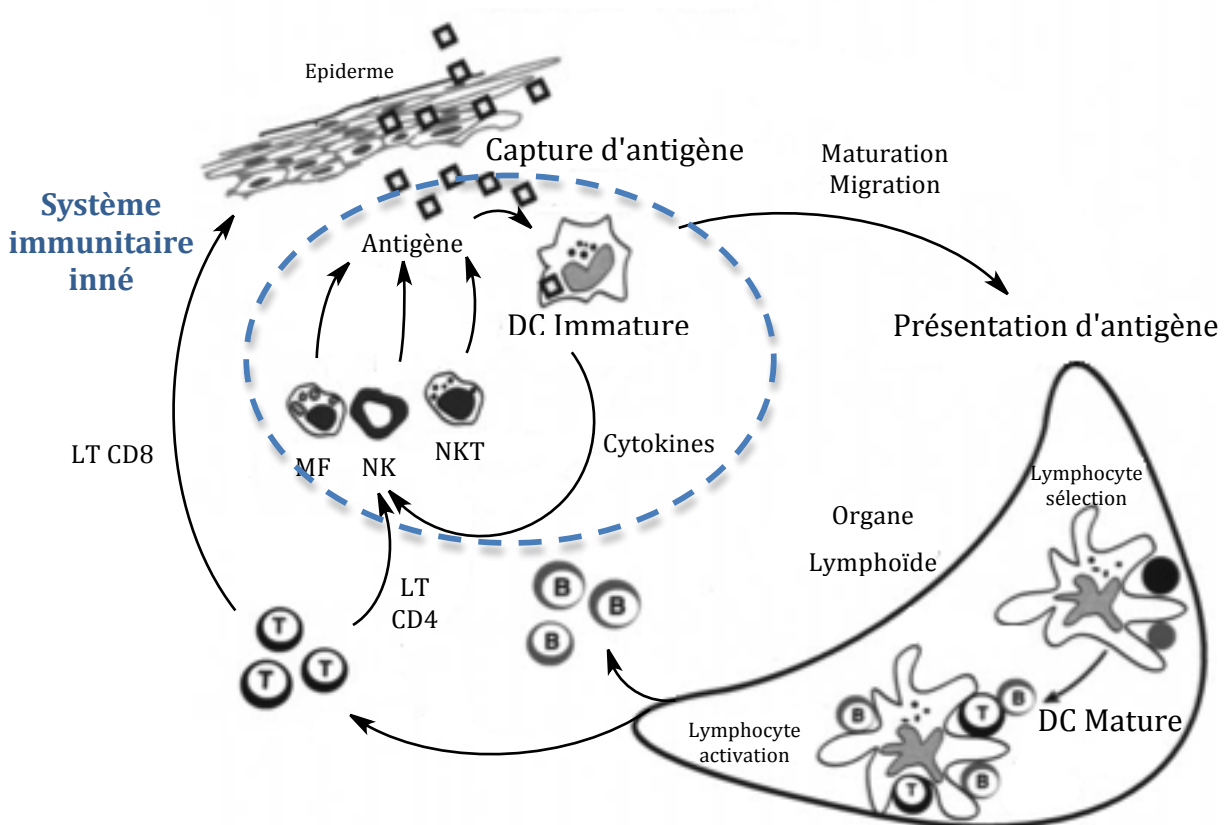 Epiderme
Capture d'antigène
Maturation
Migration
Système
immunitaire
inné
Antigène
DC Immature
Présentation d'antigène
LT CD8
MF
NK
NKT
Cytokines
Lymphocyte
sélection
Organe
Lymphoïde
LT
CD4
B
B
B
T
T
T
B
T
B
DC Mature
Lymphocyte
activation
T
B